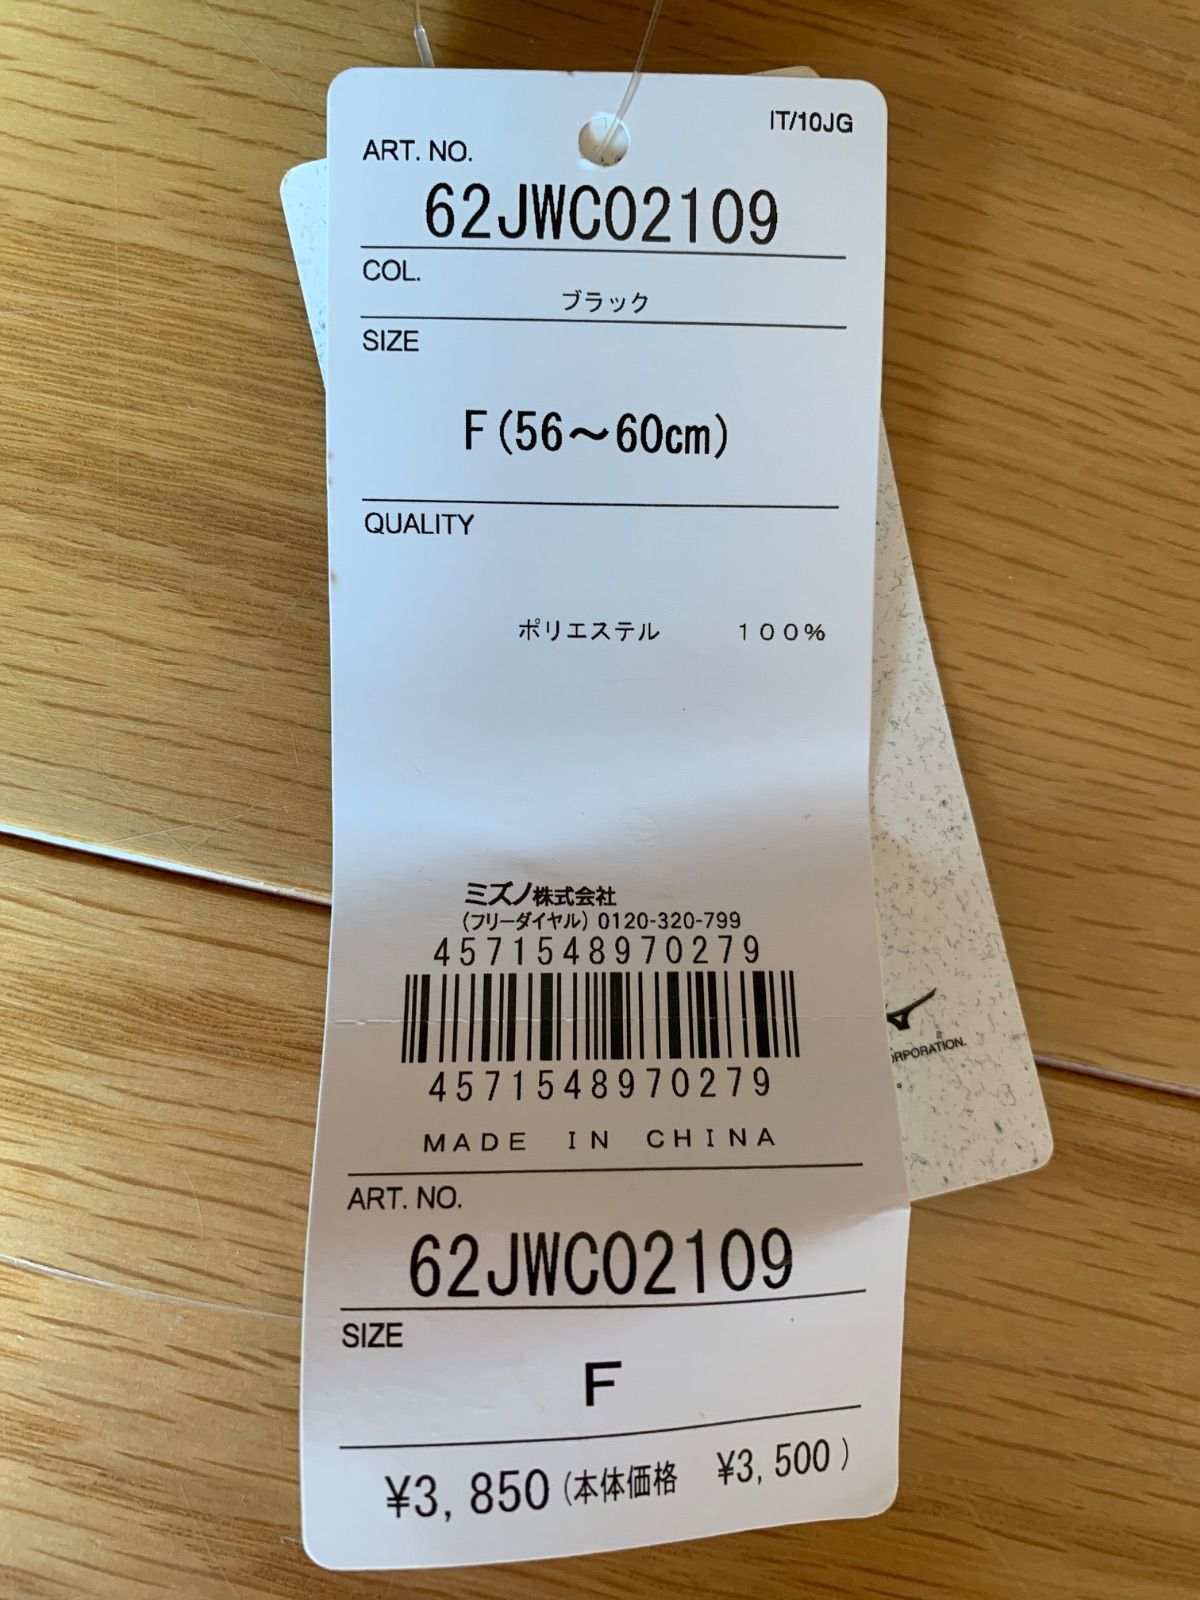 IT/10JG
ART. NO.
62JWC02109
COL.
ブラック
SIZE
F(56～60cm)
QUALITY
ポリエステル 100%
ミズノ株式会社
(フリーダイヤル) 0120-320-799
4571548970279
4571548970279
MADE IN CHINA
ART. NO.
62JWC02109
SIZE
F
¥3,850(本体価格 ¥3,500)
ORPORATION.